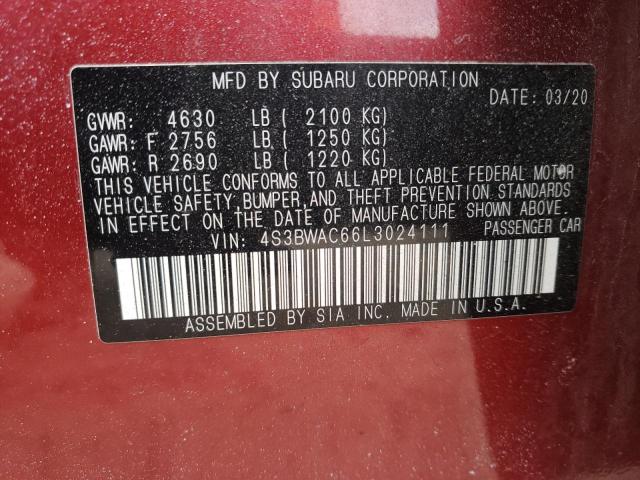 MFD BY SUBARU CORPORATION
DATE: 03/20
GVWR: 4630 LB ( 2100 KG)
GAWR: F 2756 LB ( 1250 KG)
GAWR: R 2690 LB ( 1220 KG)
THIS VEHICLE CONFORMS TO ALL APPLICABLE FEDERAL MOTOR
VEHICLE SAFETY,BUMPER,AND THEFT PREVENTION STANDARDS
IN EFFECT ON THE DATE OF MANUFACTURE SHOWN ABOVE.
VIN: 4S3BWAC66L3024111 PASSENGER CAR
ASSEMBLED BY SIA INC. MADE IN U.S.A.